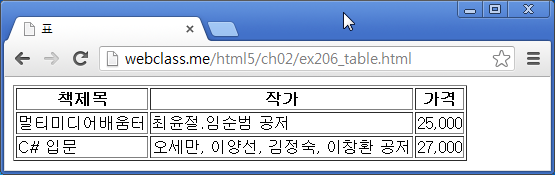 표
webclass.me/html5/ch02/ex206_table.html
책제목 작가 가격
멀티미디어배움터 최윤철.임순범 공저 25,000
C# 입문 오세만, 이양선, 김정숙, 이창환 공저 27,000